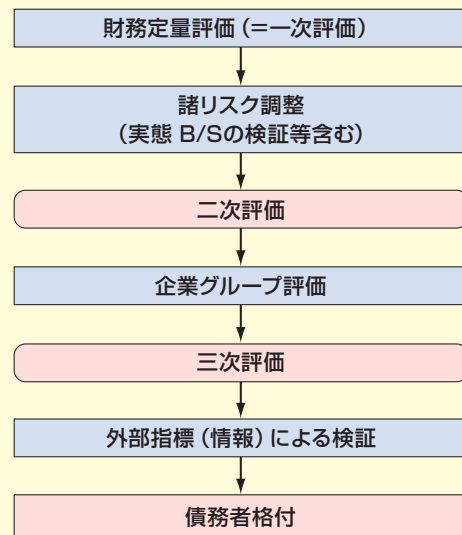 財務定量評価(=一次評価)
諸リスク調整
(実態 B/Sの検証等含む)
二次評価
企業グループ評価
三次評価
外部指標(情報)による検証
債務者格付